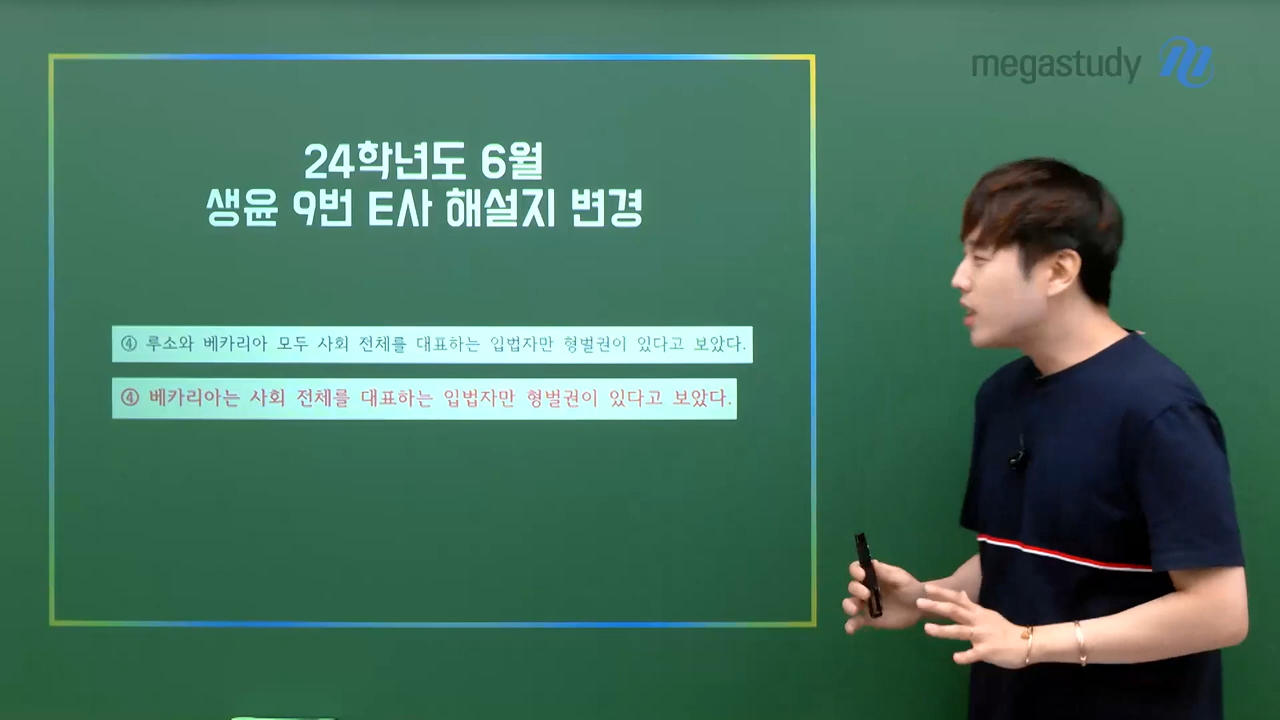 megastudy
24학년도 6월
생윤 9번 E사 해설지 변경
④ 루소와 베카리아 모두 사회 전체를 대표하는 입법자만 형벌권이 있다고 보았다.
④ 베카리아는 사회 전체를 대표하는 입법자만 형벌권이 있다고 보았다.